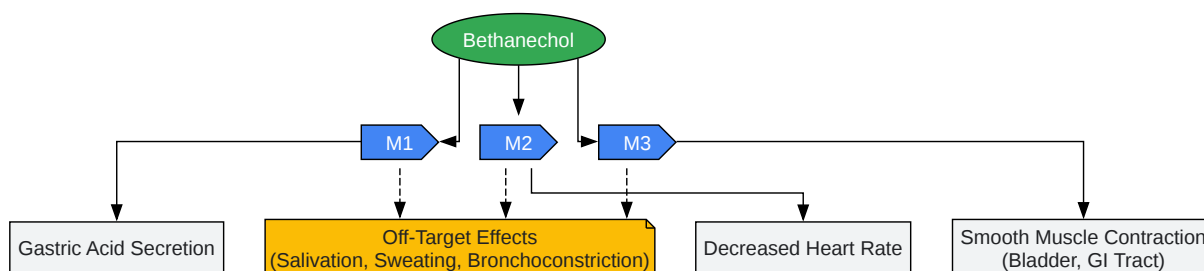 Bethanechol
M1
M2
M3
Gastric Acid Secretion
Off-Target Effects
(Salivation, Sweating, Bronchoconstriction)
Decreased Heart Rate
Smooth Muscle Contraction
(Bladder, GI Tract)